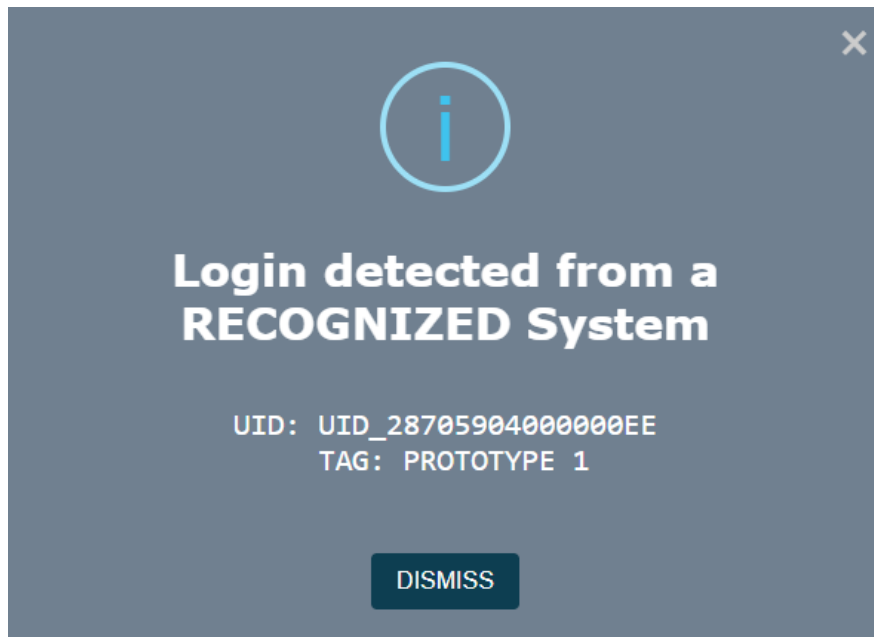 Login detected from a
RECOGNIZED System
UID: UID_28705904000000EE
TAG: PROTOTYPE 1
DISMISS